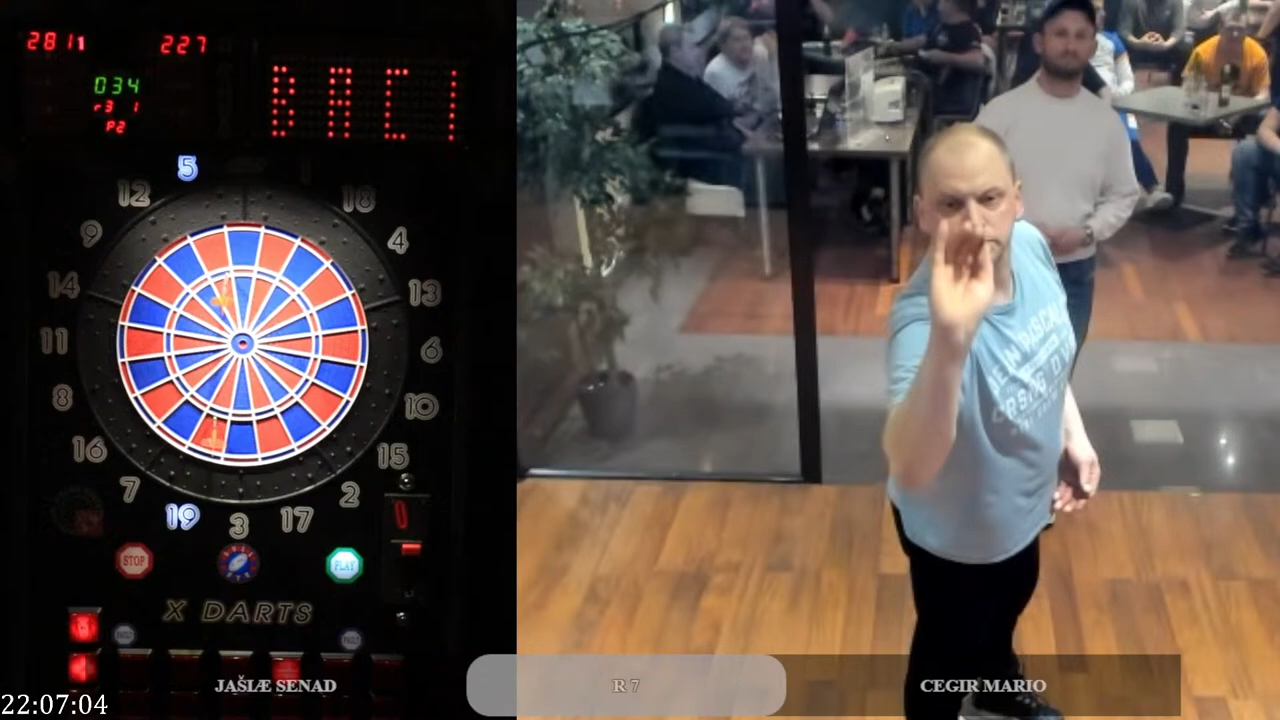 281 227
034
r3 1
P2
BACI
5
12 18
9 4
14 13
11 6
8 10
16 15
7 2
19 3 17
STOP PLAY
X DARTS
JAŠIÆ SENAD R 7 CEGIR MARIO
22:07:04